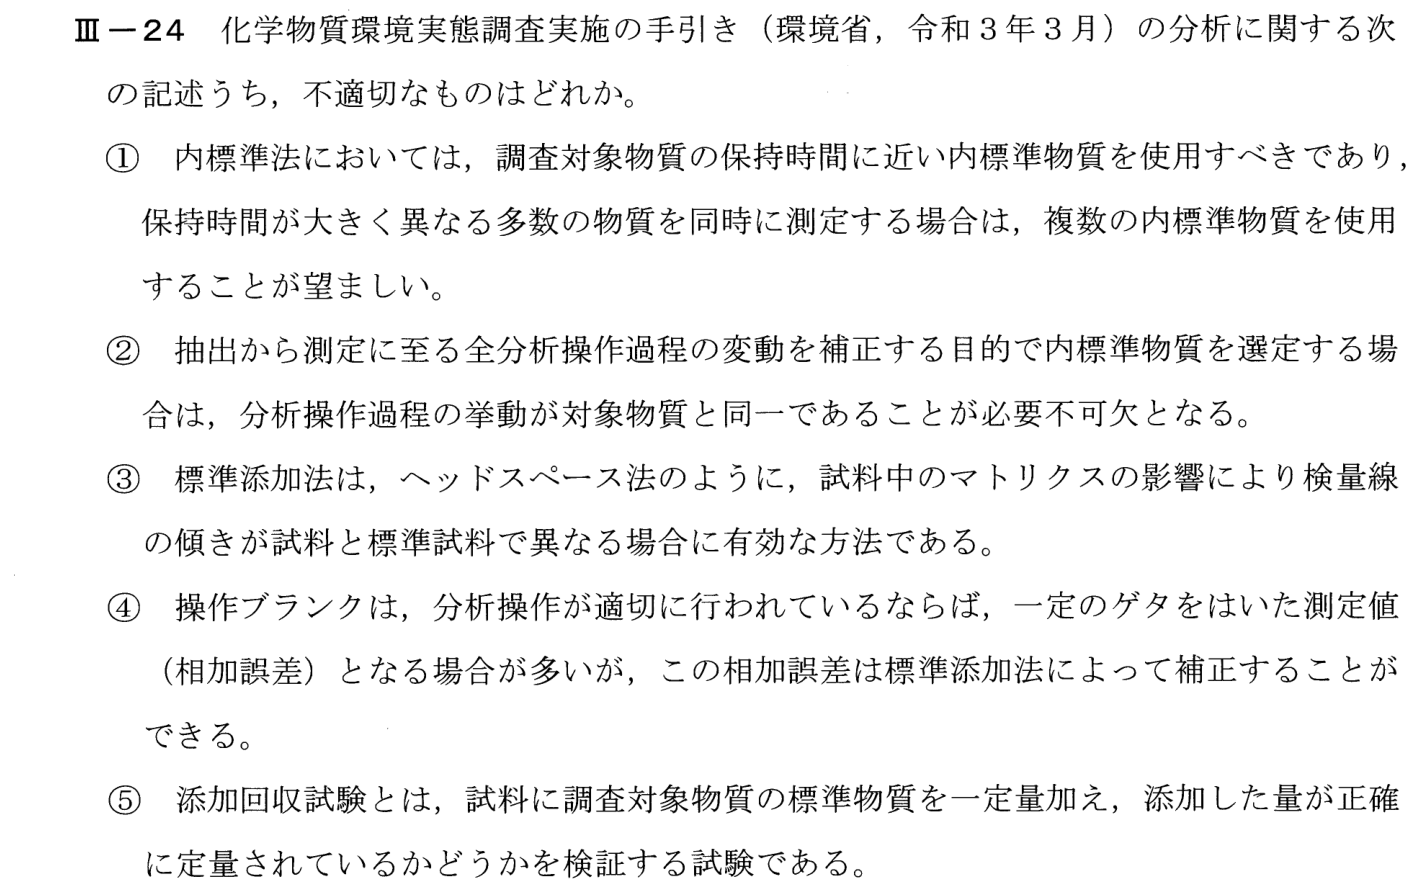 Ⅲ－24　化学物質環境実態調査実施の手引き（環境省，令和３年３月）の分析に関する次
の記述うち，不適切なものはどれか。
①　内標準法においては，調査対象物質の保持時間に近い内標準物質を使用すべきであり，
保持時間が大きく異なる多数の物質を同時に測定する場合は，複数の内標準物質を使用
することが望ましい。
②　抽出から測定に至る全分析操作過程の変動を補正する目的で内標準物質を選定する場
合は，分析操作過程の挙動が対象物質と同一であることが必要不可欠となる。
③　標準添加法は，ヘッドスペース法のように，試料中のマトリクスの影響により検量線
の傾きが試料と標準試料で異なる場合に有効な方法である。
④　操作ブランクは，分析操作が適切に行われているならば，一定のゲタをはいた測定値
（相加誤差）となる場合が多いが，この相加誤差は標準添加法によって補正することが
できる。
⑤　添加回収試験とは，試料に調査対象物質の標準物質を一定量加え，添加した量が正確
に定量されているかどうかを検証する試験である。